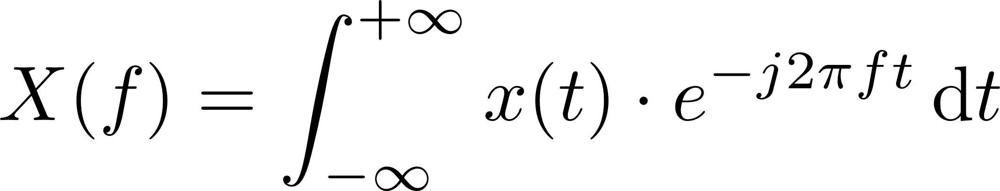 X(f) = ∫_{-∞}^{+∞} x(t) · e^{-j2πft} dt